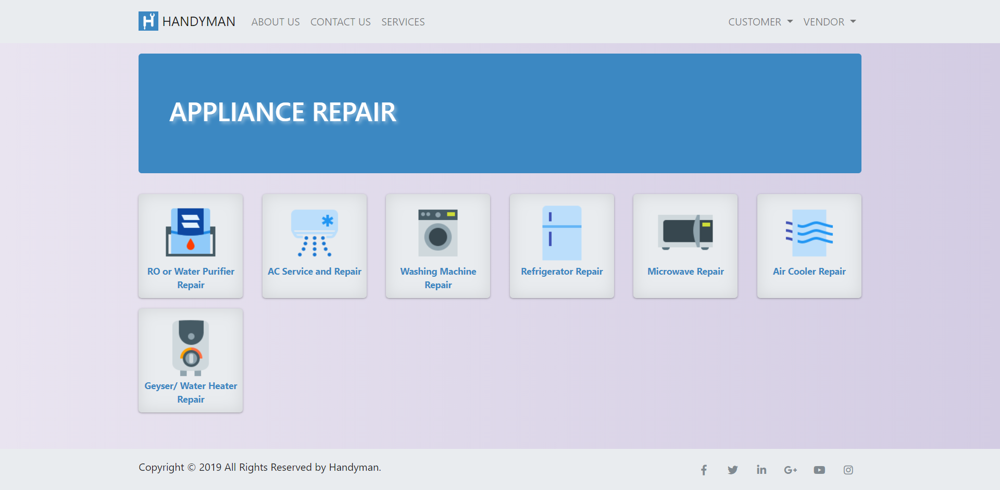 HANDYMAN
ABOUT US
CONTACT US
SERVICES
CUSTOMER
VENDOR
APPLIANCE REPAIR
RO or Water Purifier
Repair
AC Service and Repair
Washing Machine
Repair
Refrigerator Repair
Microwave Repair
Air Cooler Repair
Geyser/ Water Heater
Repair
Copyright © 2019 All Rights Reserved by Handyman.